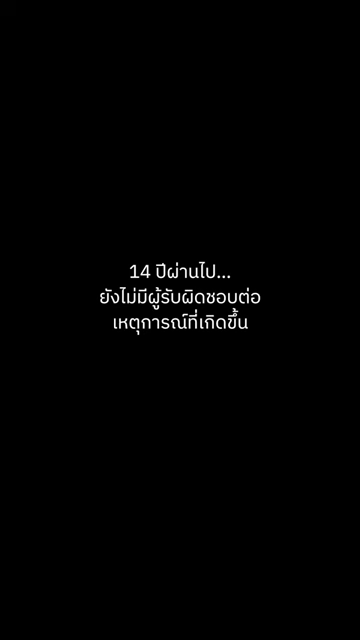 14 ปีผ่านไป...
ยังไม่มีผู้รับผิดชอบต่อ
เหตุการณ์ที่เกิดขึ้น